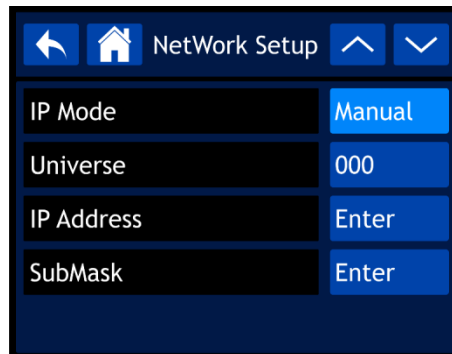 NetWork Setup
IP Mode Manual
Universe 000
IP Address Enter
SubMask Enter